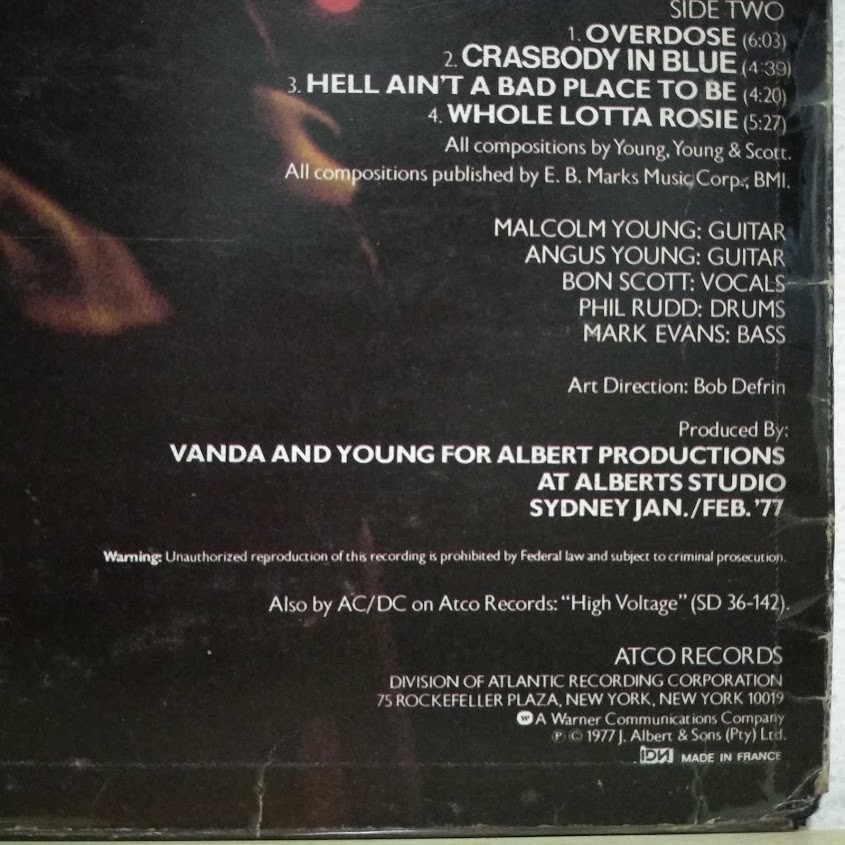 SIDE TWO
1. OVERDOSE (6:03)
2. CRASBODY IN BLUE (4:39)
3. HELL AIN'T A BAD PLACE TO BE (4:20)
4. WHOLE LOTTA ROSIE (5:27)
All compositions by Young, Young & Scott.
All compositions published by E. B. Marks Music Corp., BMI.
MALCOLM YOUNG: GUITAR
ANGUS YOUNG: GUITAR
BON SCOTT: VOCALS
PHIL RUDD: DRUMS
MARK EVANS: BASS
Art Direction: Bob Defrin
Produced By:
VANDA AND YOUNG FOR ALBERT PRODUCTIONS
AT ALBERTS STUDIO
SYDNEY JAN./FEB. '77
Warning: Unauthorized reproduction of this recording is prohibited by Federal law and subject to criminal prosecution.
Also by AC/DC on Atco Records: "High Voltage" (SD 36-142).
ATCO RECORDS
DIVISION OF ATLANTIC RECORDING CORPORATION
75 ROCKEFELLER PLAZA, NEW YORK, NEW YORK 10019
W A Warner Communications Company
℗ © 1977 J. Albert & Sons (Pty) Ltd.
IDN MADE IN FRANCE